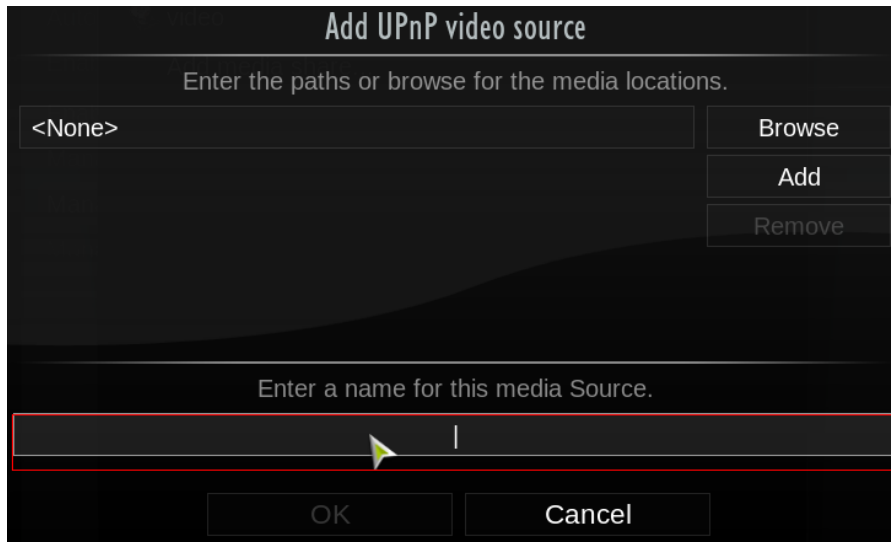 Add UPnP video source
Enter the paths or browse for the media locations.
<None>
Browse
Add
Remove
Enter a name for this media Source.
OK
Cancel